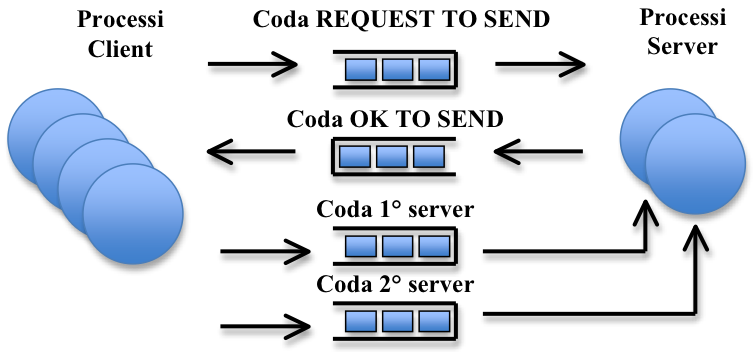 Processi
Client
Coda REQUEST TO SEND
Processi
Server
Coda OK TO SEND
Coda 1° server
Coda 2° server